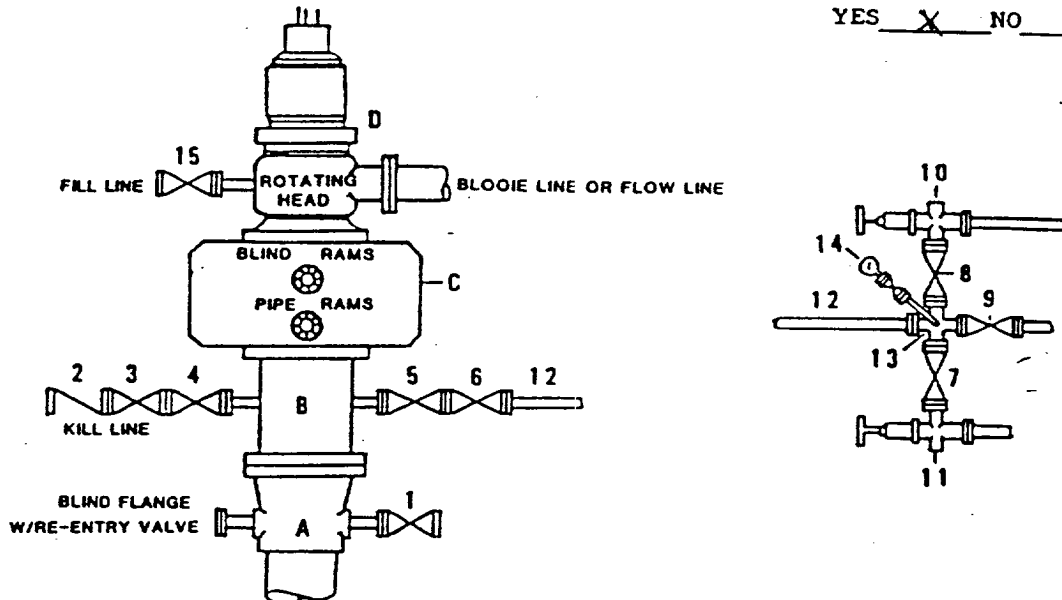 YES X NO
D
15
FILL LINE
ROTATING
HEAD
BLOOIE LINE OR FLOW LINE
BLIND RAMS
C
PIPE RAMS
2 3 4
B
5 6 12
KILL LINE
BLIND FLANGE
W/RE-ENTRY VALVE
A
1
10
14
8
12
9
13
7
11